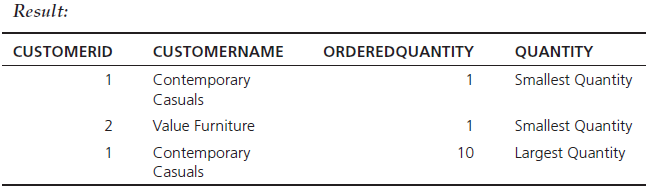 Result:
CUSTOMERID CUSTOMERNAME ORDEREDQUANTITY QUANTITY
1 Contemporary 1 Smallest Quantity
Casuals
2 Value Furniture 1 Smallest Quantity
1 Contemporary 10 Largest Quantity
Casuals